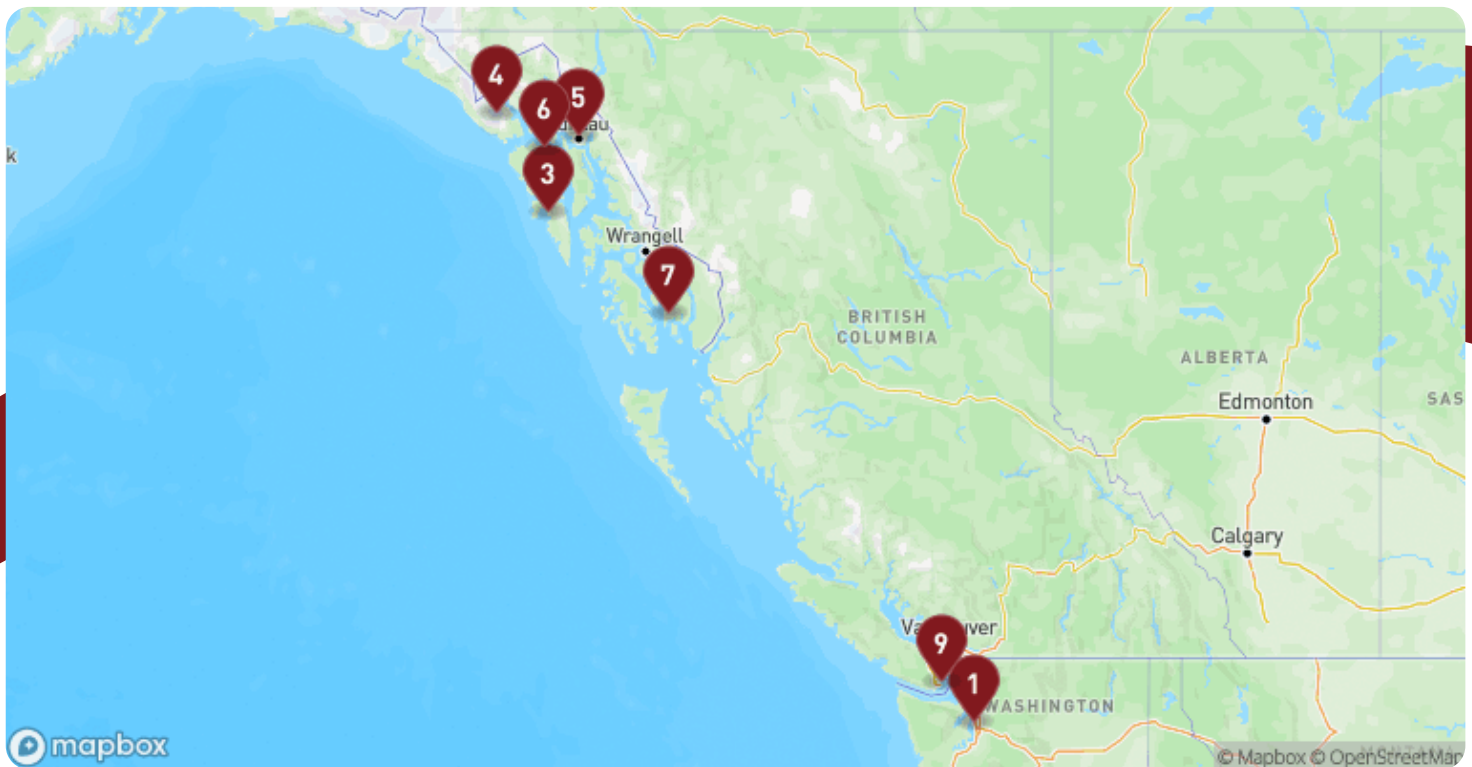 4
5
6
3
k
Wrangell
7
BRITISH
COLUMBIA
ALBERTA
Edmonton
SAS
Calgary
9
1
WASHINGTON
mapbox
© Mapbox © OpenStreetMap